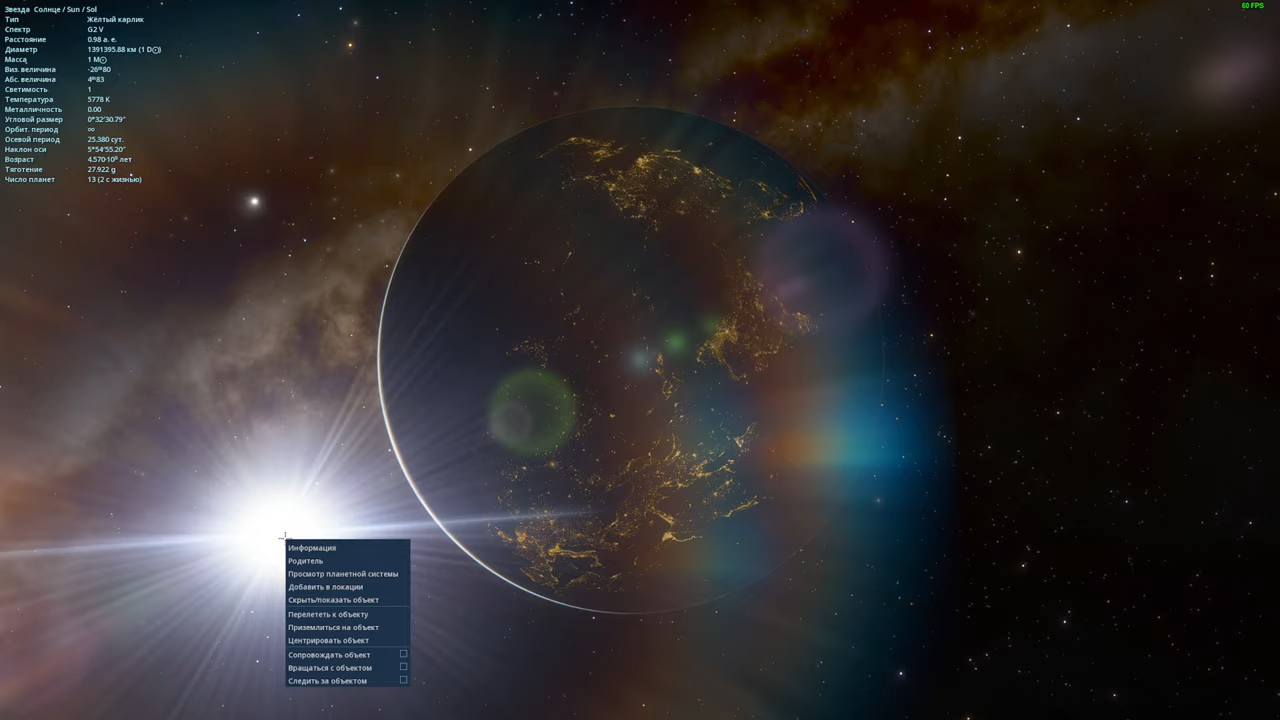 60 FPS
Звезда Солнце / Sun / Sol
Тип Жёлтый карлик
Спектр G2 V
Расстояние 0.98 а. е.
Диаметр 1391395.88 км (1 D☉)
Масса 1 M☉
Виз. величина -26ᵐ80
Абс. величина 4ᵐ83
Светимость 1
Температура 5778 К
Металличность 0.00
Угловой размер 0°32'30.79"
Орбит. период ∞
Осевой период 25.380 сут.
Наклон оси 5°54'55.20"
Возраст 4.570·10⁹ лет
Тяготение 27.922 g
Число планет 13 (2 с жизнью)
Информация
Родитель
Просмотр планетной системы
Добавить в локации
Скрыть/показать объект
Перелететь к объекту
Приземлиться на объект
Центрировать объект
Сопровождать объект
Вращаться с объектом
Следить за объектом